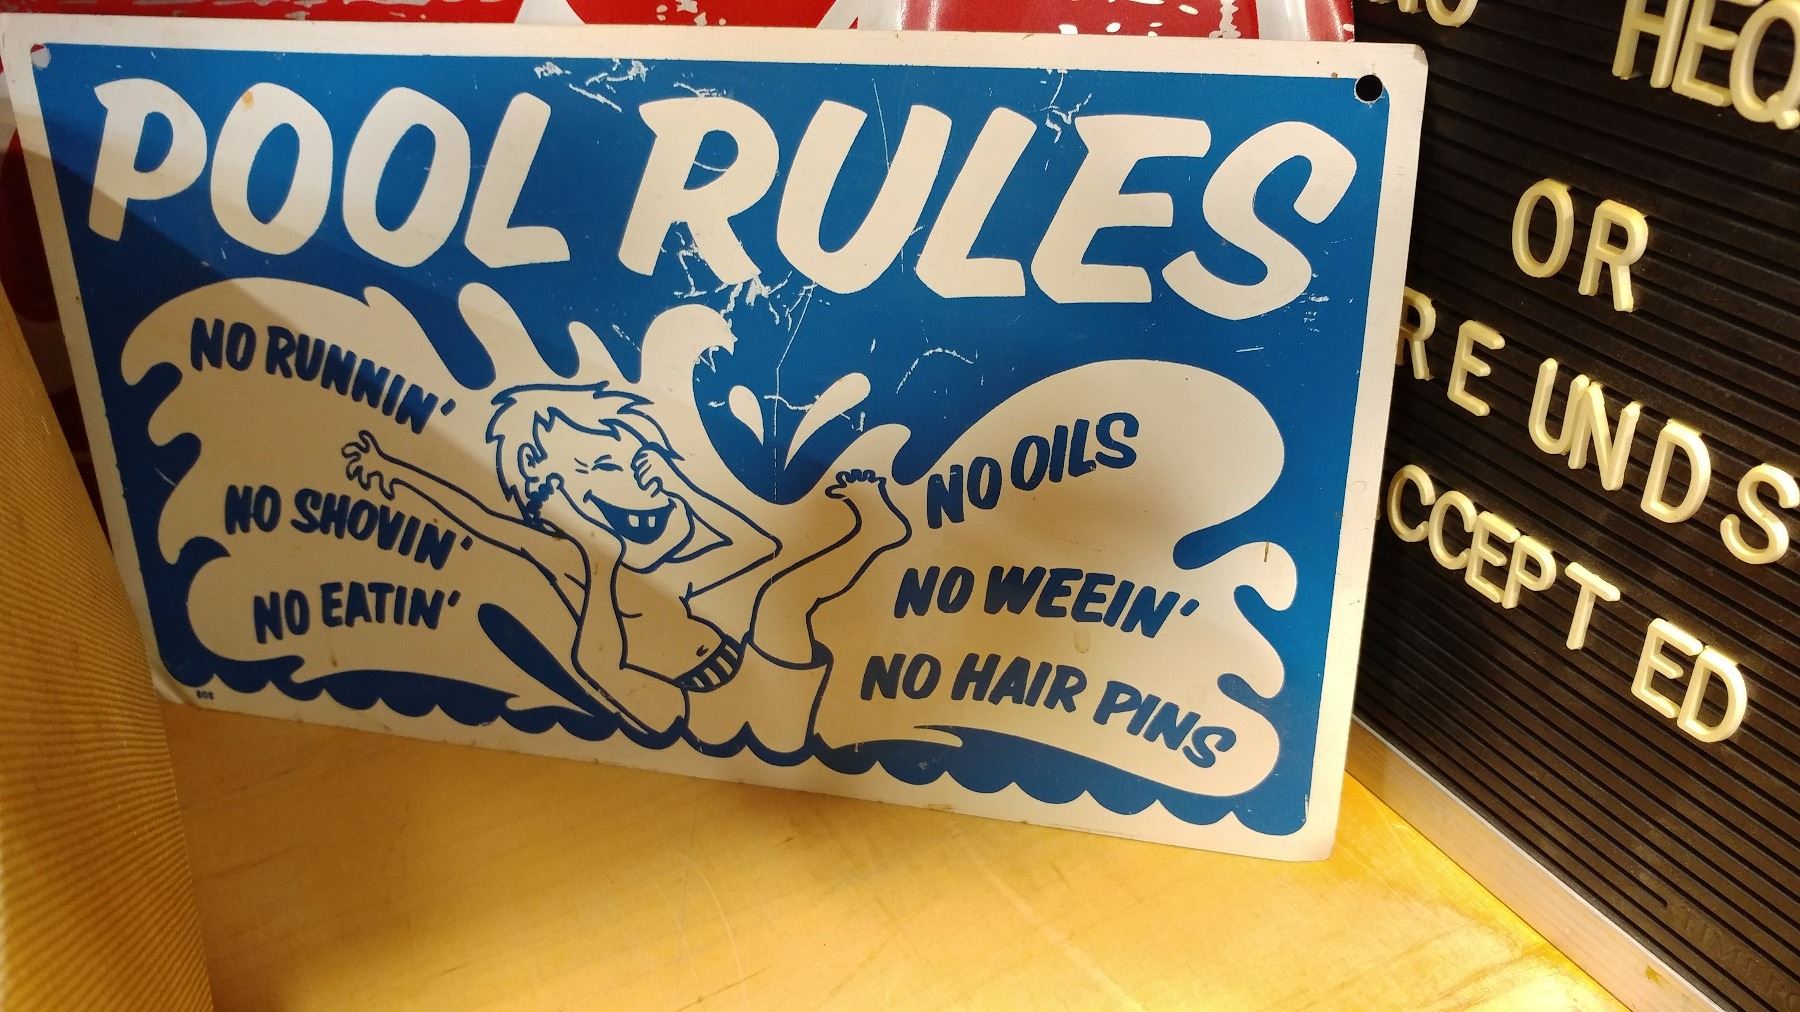 POOL RULES
NO RUNNIN'
NO SHOVIN'
NO EATIN'
NO OILS
NO WEEIN'
NO HAIR PINS
OR
RE UNDS
CCEPT ED